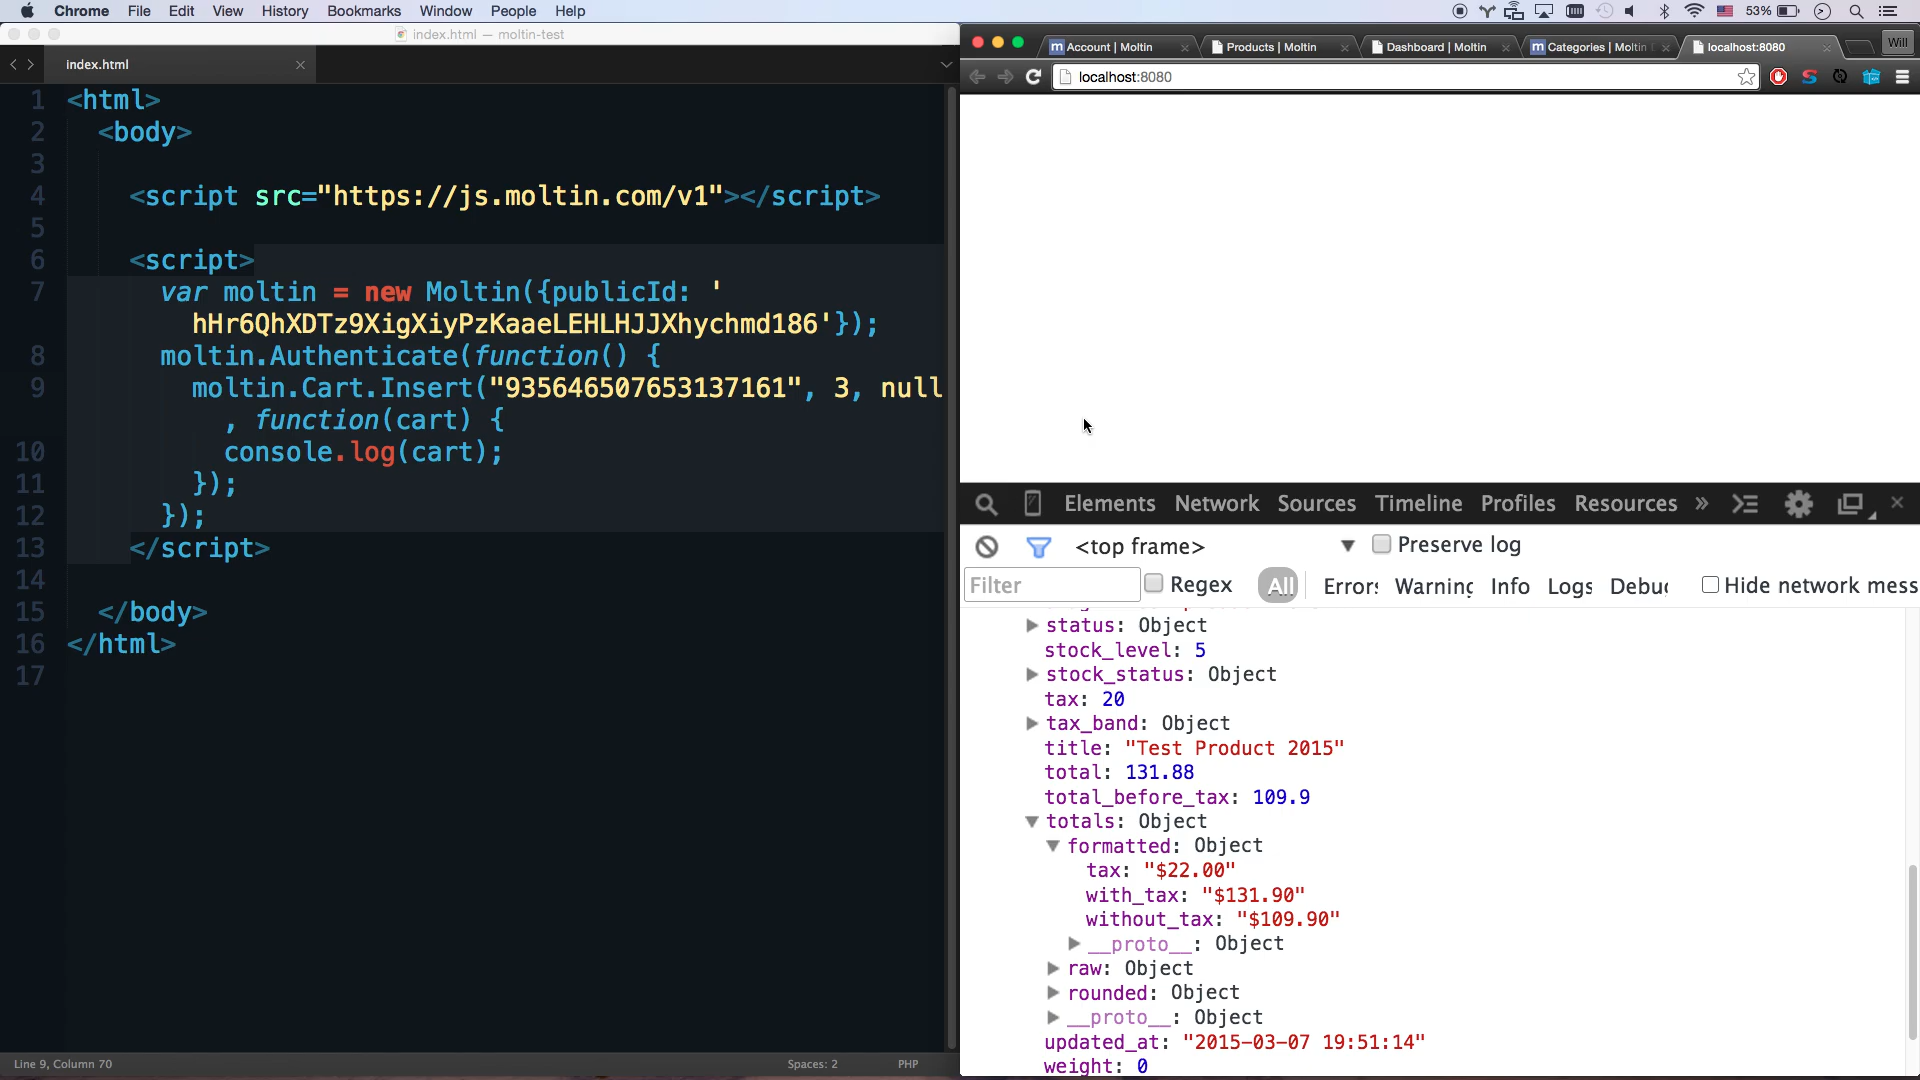 Chrome File Edit View History Bookmarks Window People Help
53%
index.html — moltin-test
index.html
1 <html>
2 <body>
3
4 <script src="https://js.moltin.com/v1"></script>
5
6 <script>
7 var moltin = new Moltin({publicId: '
hHr6QhXDTz9XigXiyPzKaaeLEHLHJJXhychmd186'});
8 moltin.Authenticate(function() {
9 moltin.Cart.Insert("935646507653137161", 3, null
, function(cart) {
10 console.log(cart);
11 });
12 });
13 </script>
14
15 </body>
16 </html>
17
Line 9, Column 70 Spaces: 2 PHP
Account | Moltin Products | Moltin Dashboard | Moltin Categories | Moltin localhost:8080 Will
localhost:8080
Elements Network Sources Timeline Profiles Resources »
<top frame> Preserve log
Filter Regex All Errors Warning Info Logs Debu Hide network mess
status: Object
stock_level: 5
stock_status: Object
tax: 20
tax_band: Object
title: "Test Product 2015"
total: 131.88
total_before_tax: 109.9
totals: Object
formatted: Object
tax: "$22.00"
with_tax: "$131.90"
without_tax: "$109.90"
__proto__: Object
raw: Object
rounded: Object
__proto__: Object
updated_at: "2015-03-07 19:51:14"
weight: 0